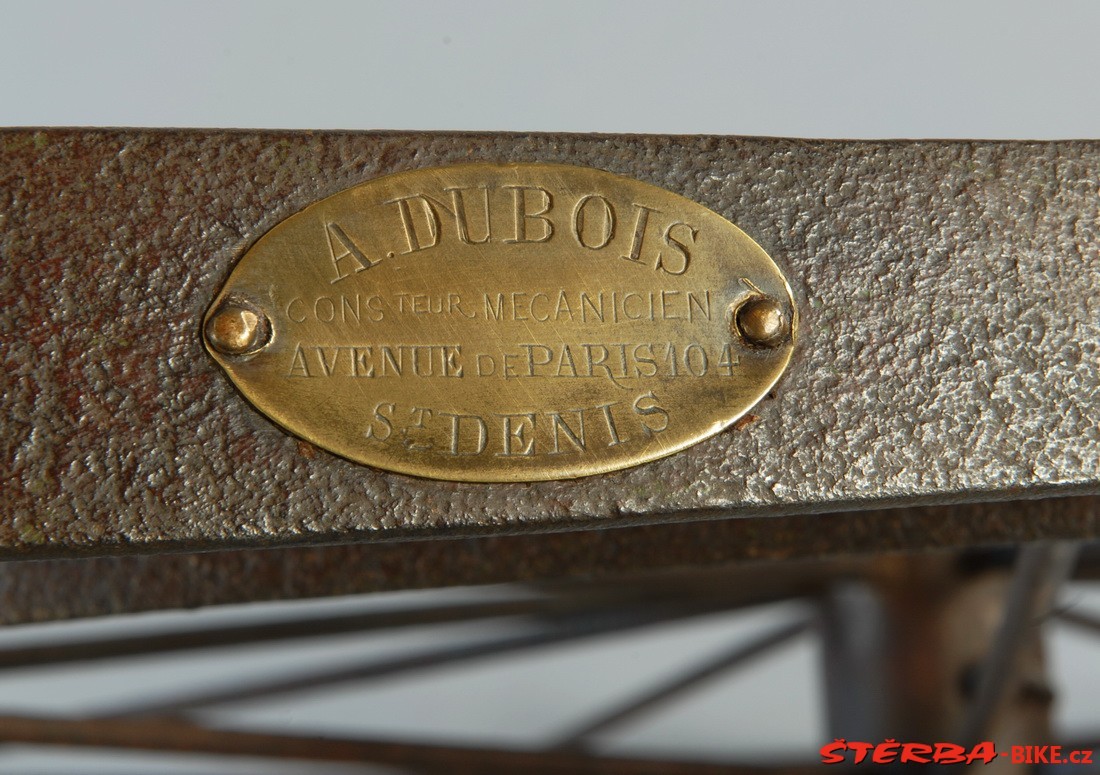 A. DUBOIS
CONSTEUR MECANICIEN
AVENUE DE PARIS 104
ST DENIS
ŠTĚRBA-BIKE.cz